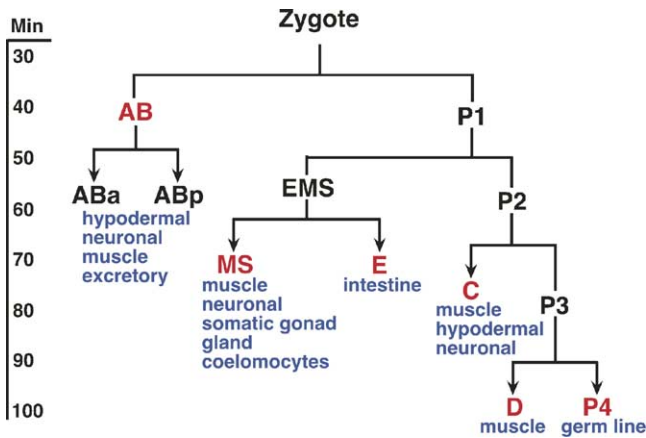 Zygote
Min
30
40
50
60
70
80
90
100
AB
P1
ABa ABp
hypodermal
neuronal
muscle
excretory
EMS
P2
MS
muscle
neuronal
somatic gonad
gland
coelomocytes
E
intestine
C
muscle
hypodermal
neuronal
P3
D
muscle
P4
germ line